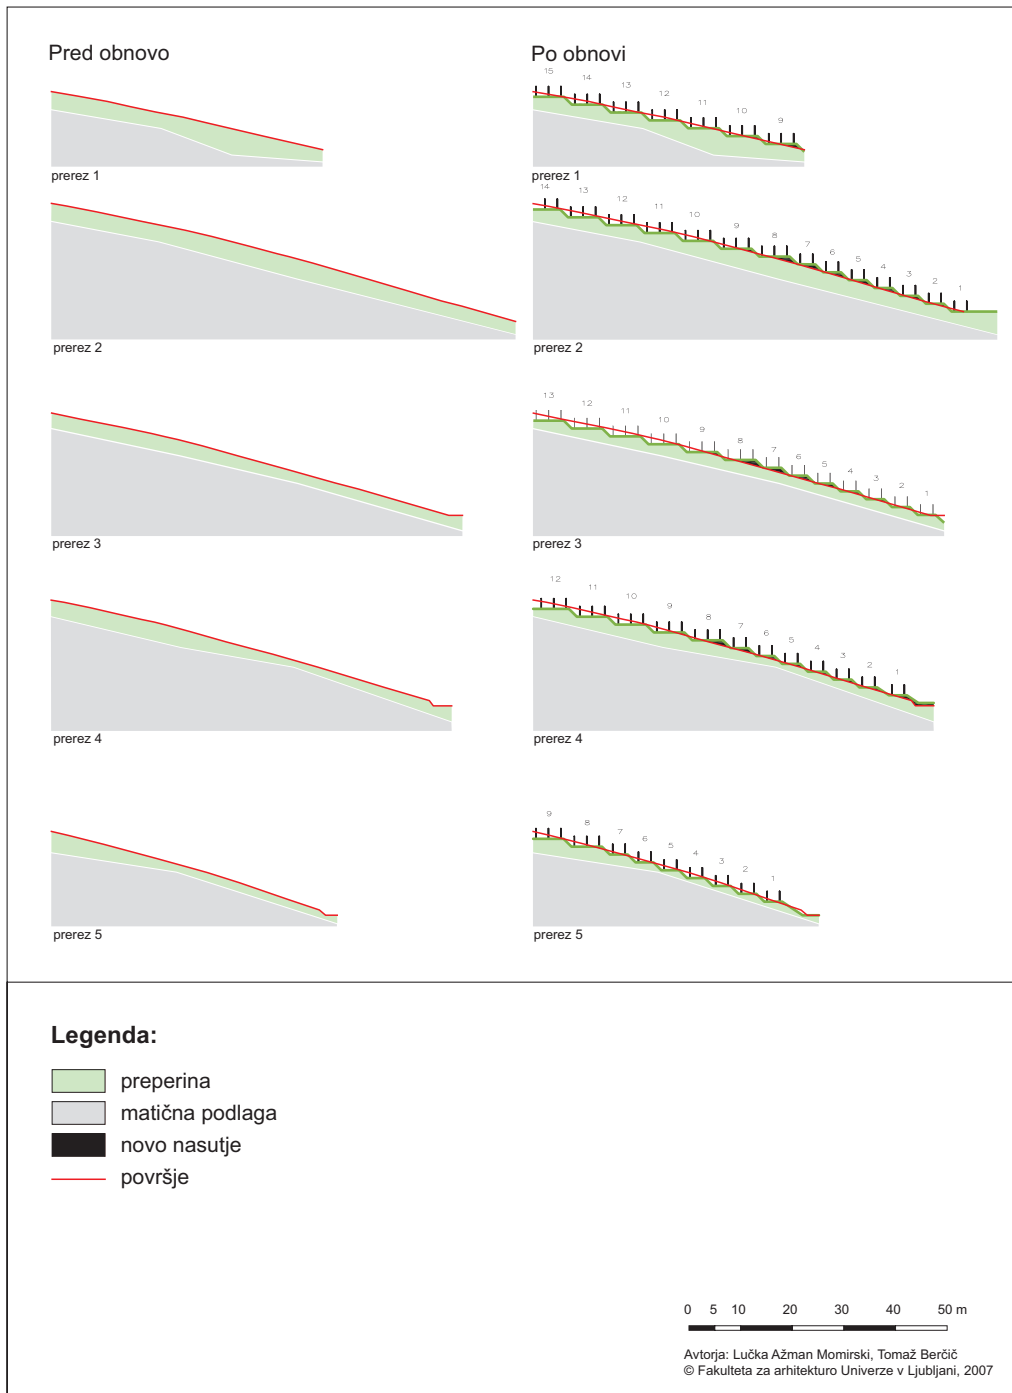 Pred obnovo
Po obnovi
15 14 13 12 11 10 9
prerez 1
prerez 1
14 13 12 11 10 9 8 7 6 5 4 3 2 1
prerez 2
prerez 2
13 12 11 10 9 8 7 6 5 4 3 2 1
prerez 3
prerez 3
12 11 10 9 8 7 6 5 4 3 2 1
prerez 4
prerez 4
9 8 7 6 5 4 3 2 1
prerez 5
prerez 5
Legenda:
preperina
matična podlaga
novo nasutje
površje
0 5 10 20 30 40 50 m
Avtorja: Lučka Ažman Momirski, Tomaž Berčič
© Fakulteta za arhitekturo Univerze v Ljubljani, 2007